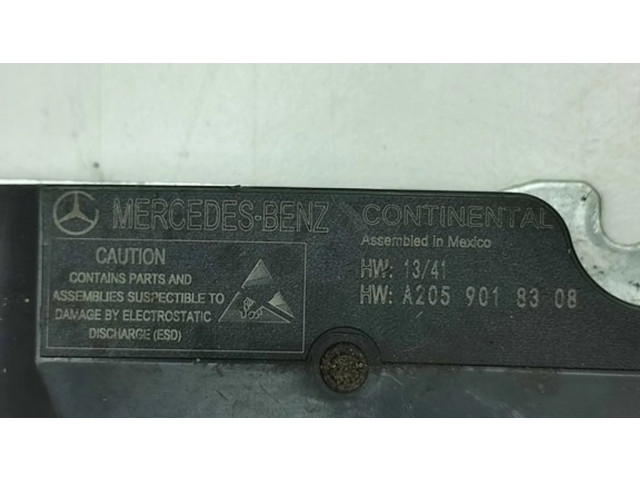 MERCEDES-BENZ
CAUTION
CONTAINS PARTS AND
ASSEMBLIES SUSPECTIBLE TO
DAMAGE BY ELECTROSTATIC
DISCHARGE (ESD)
CONTINENTAL
Assembled in Mexico
HW: 13/41
HW: A205 901 83 08